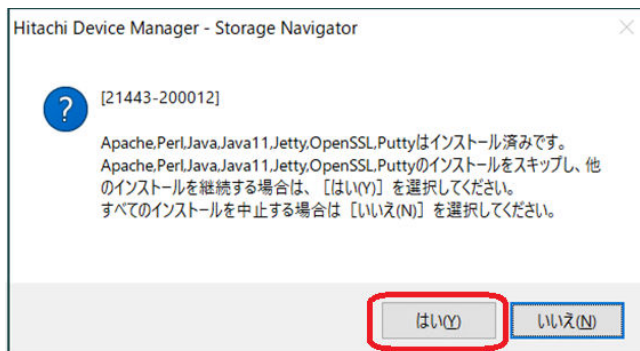 Hitachi Device Manager - Storage Navigator
[21443-200012]
Apache,Perl,Java,Java11,Jetty,OpenSSL,Puttyはインストール済みです。
Apache,Perl,Java,Java11,Jetty,OpenSSL,Puttyのインストールをスキップし、他
のインストールを継続する場合は、［はい(Y)］を選択してください。
すべてのインストールを中止する場合は［いいえ(N)］を選択してください。
はい(Y)
いいえ(N)